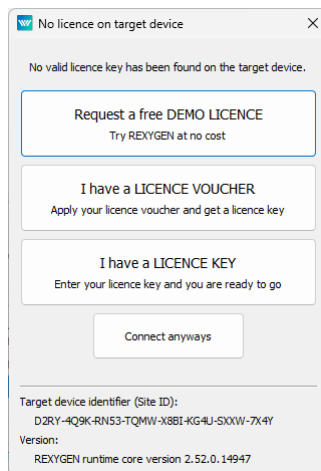 No licence on target device
No valid licence key has been found on the target device.
Request a free DEMO LICENCE
Try REXYGEN at no cost
I have a LICENCE VOUCHER
Apply your licence voucher and get a licence key
I have a LICENCE KEY
Enter your licence key and you are ready to go
Connect anyways
Target device identifier (Site ID):
D2RY-4Q9K-RN53-TQMW-X8BI-KG4U-SXXW-7X4Y
Version:
REXYGEN runtime core version 2.52.0.14947